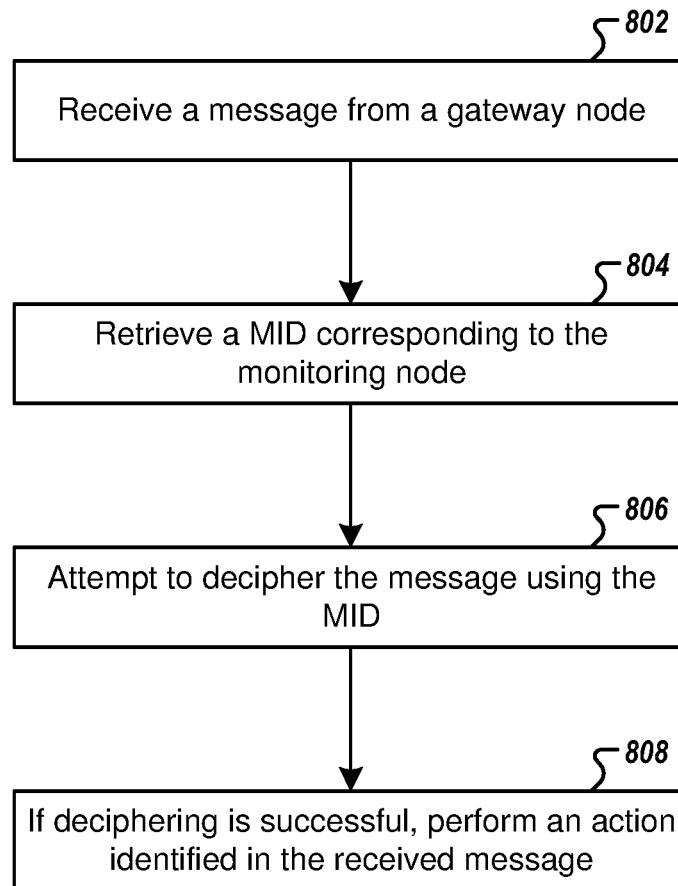 802
Receive a message from a gateway node
804
Retrieve a MID corresponding to the
monitoring node
806
Attempt to decipher the message using the
MID
808
If deciphering is successful, perform an action
identified in the received message